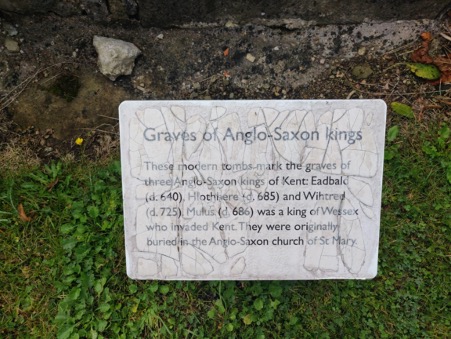 Graves of Anglo-Saxon kings
These modern tombs mark the graves of
three Anglo-Saxon kings of Kent: Eadbald
(d. 640), Hlothhere (d. 685) and Wihtred
(d. 725). Mulus (d. 686) was a king of Wessex
who invaded Kent. They were originally
buried in the Anglo-Saxon church of St Mary.